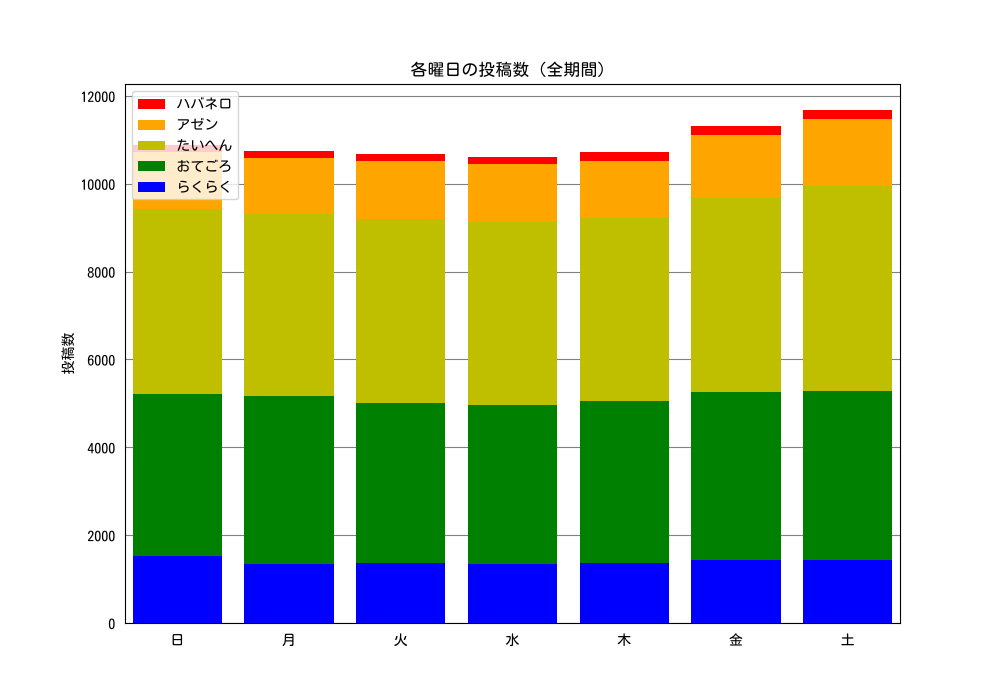 各曜日の投稿数（全期間）
ハバネロ
アゼン
たいへん
おてごろ
らくらく
投稿数
12000
10000
8000
6000
4000
2000
0
日 月 火 水 木 金 土